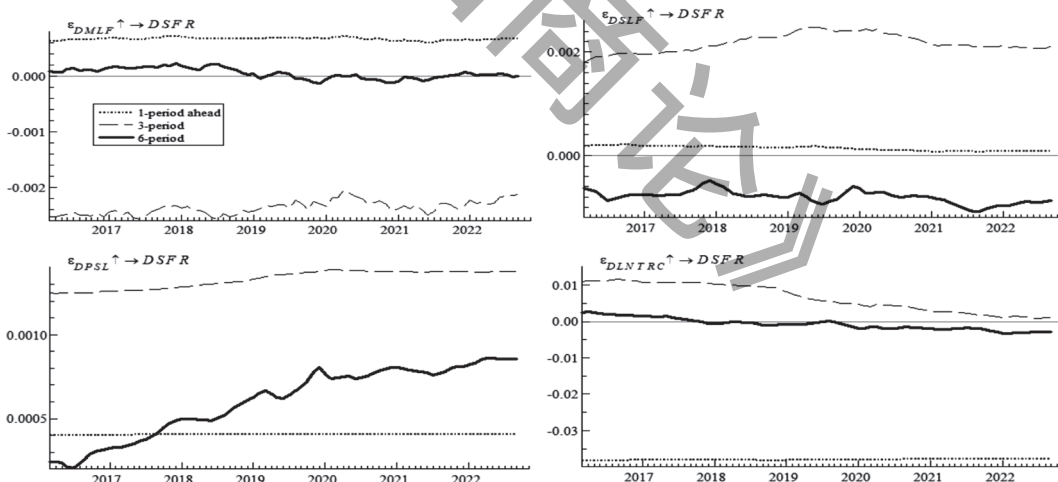 ε_DMLF ↑ → DSFR
0.000
-0.001
-0.002
1-period ahead
3-period
6-period
2017 2018 2019 2020 2021 2022
ε_DSLF ↑ → DSFR
0.002
0.000
2017 2018 2019 2020 2021 2022
ε_DPSL ↑ → DSFR
0.0010
0.0005
2017 2018 2019 2020 2021 2022
ε_DLNTRC ↑ → DSFR
0.01
0.00
-0.01
-0.02
-0.03
2017 2018 2019 2020 2021 2022
商论》